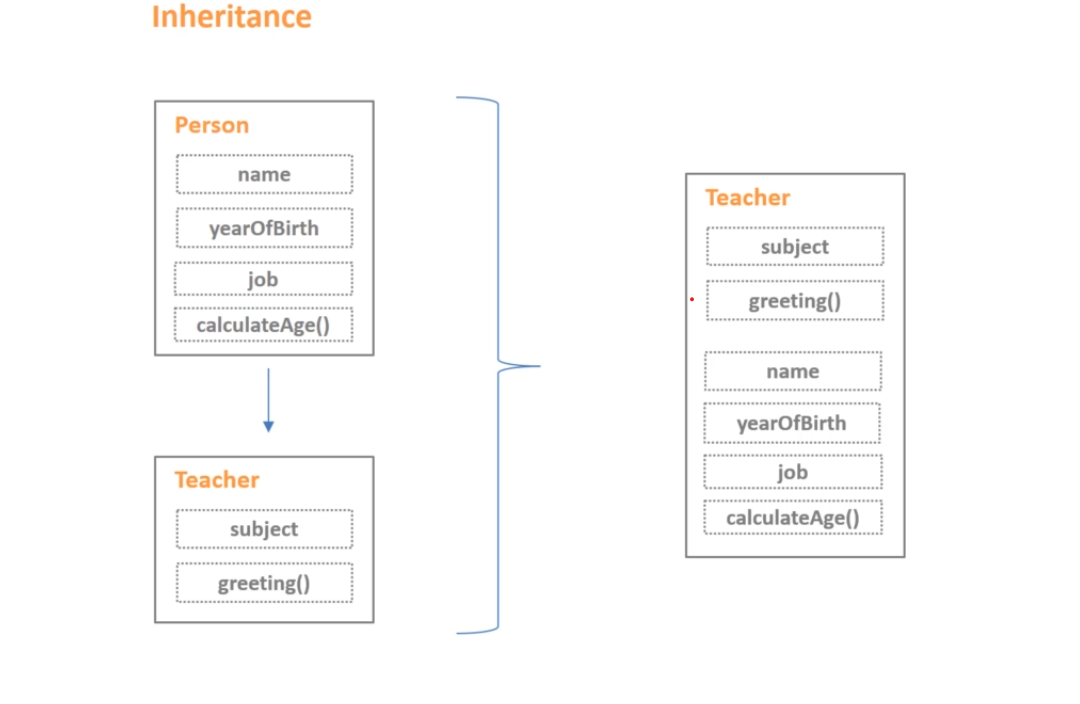 Inheritance
Person
name
yearOfBirth
job
calculateAge()
Teacher
subject
greeting()
Teacher
subject
greeting()
name
yearOfBirth
job
calculateAge()